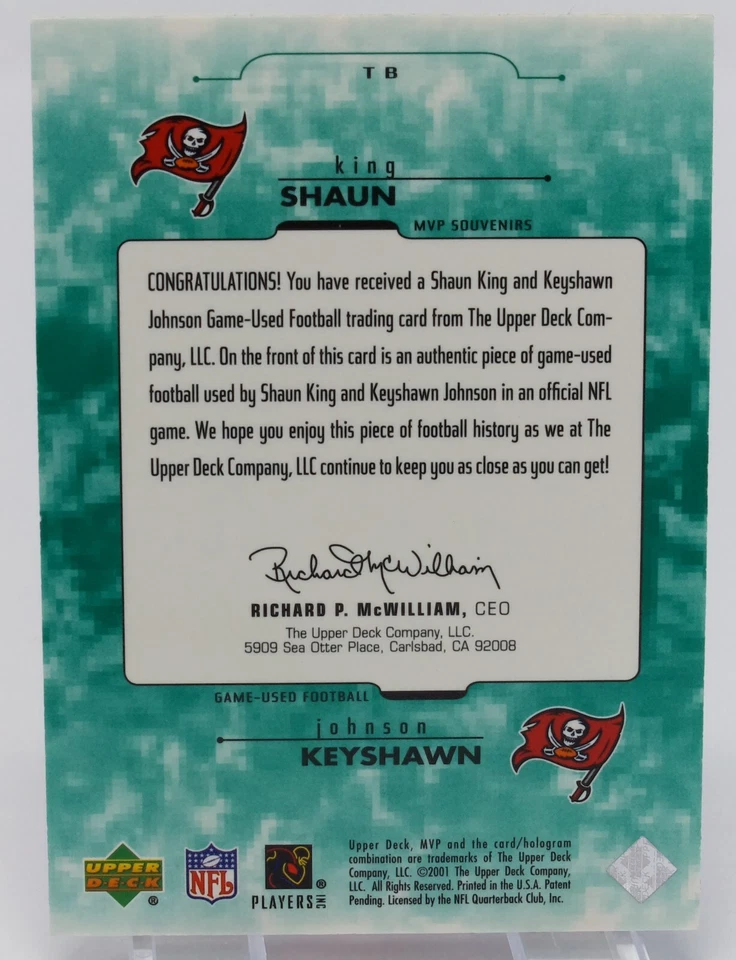 TB
king
SHAUN
MVP SOUVENIRS
CONGRATULATIONS! You have received a Shaun King and Keyshawn
Johnson Game-Used Football trading card from The Upper Deck Com-
pany, LLC. On the front of this card is an authentic piece of game-used
football used by Shaun King and Keyshawn Johnson in an official NFL
game. We hope you enjoy this piece of football history as we at The
Upper Deck Company, LLC continue to keep you as close as you can get!
Richard McWilliam
RICHARD P. McWILLIAM, CEO
The Upper Deck Company, LLC.
5909 Sea Otter Place, Carlsbad, CA 92008
GAME-USED FOOTBALL
johnson
KEYSHAWN
UPPER
DECK
®
NFL
PLAYERS INC ®
Upper Deck, MVP and the card/hologram
combination are trademarks of The Upper Deck
Company, LLC. ©2001 The Upper Deck Company,
LLC. All Rights Reserved. Printed in the U.S.A. Patent
Pending. Licensed by the NFL Quarterback Club, Inc.